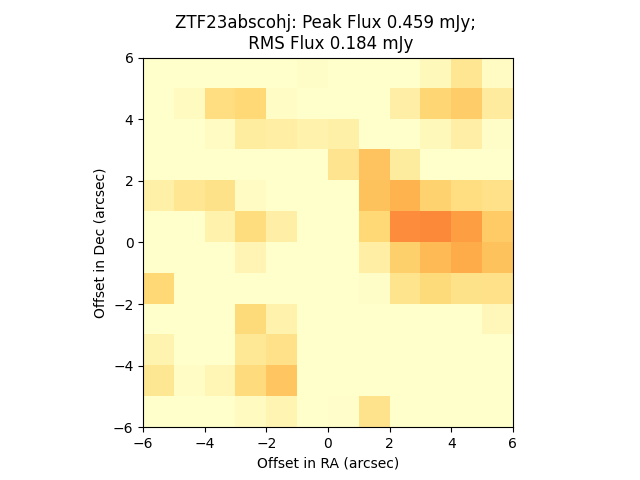 ZTF23abscohj: Peak Flux 0.459 mJy;
RMS Flux 0.184 mJy
6
4
2
0
−2
−4
−6
Offset in Dec (arcsec)
−6 −4 −2 0 2 4 6
Offset in RA (arcsec)